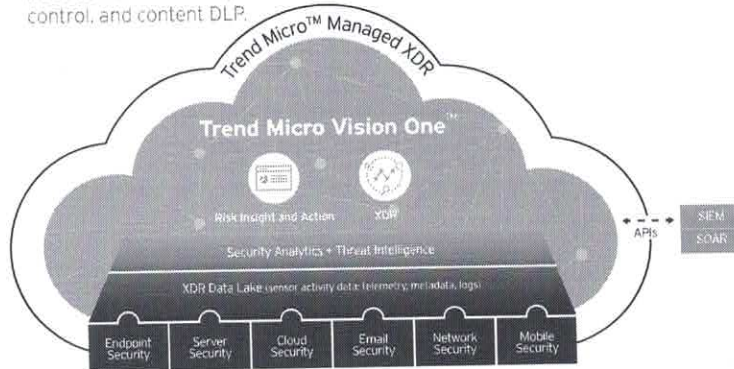 control, and content DLP.
Trend Micro™ Managed XDR
Trend Micro Vision One™
Risk Insight and Action
XDR
Security Analytics + Threat Intelligence
XDR Data Lake (sensor activity data: telemetry, metadata, logs)
APIs
SIEM
SOAR
Endpoint
Security
Server
Security
Cloud
Security
Email
Security
Network
Security
Mobile
Security